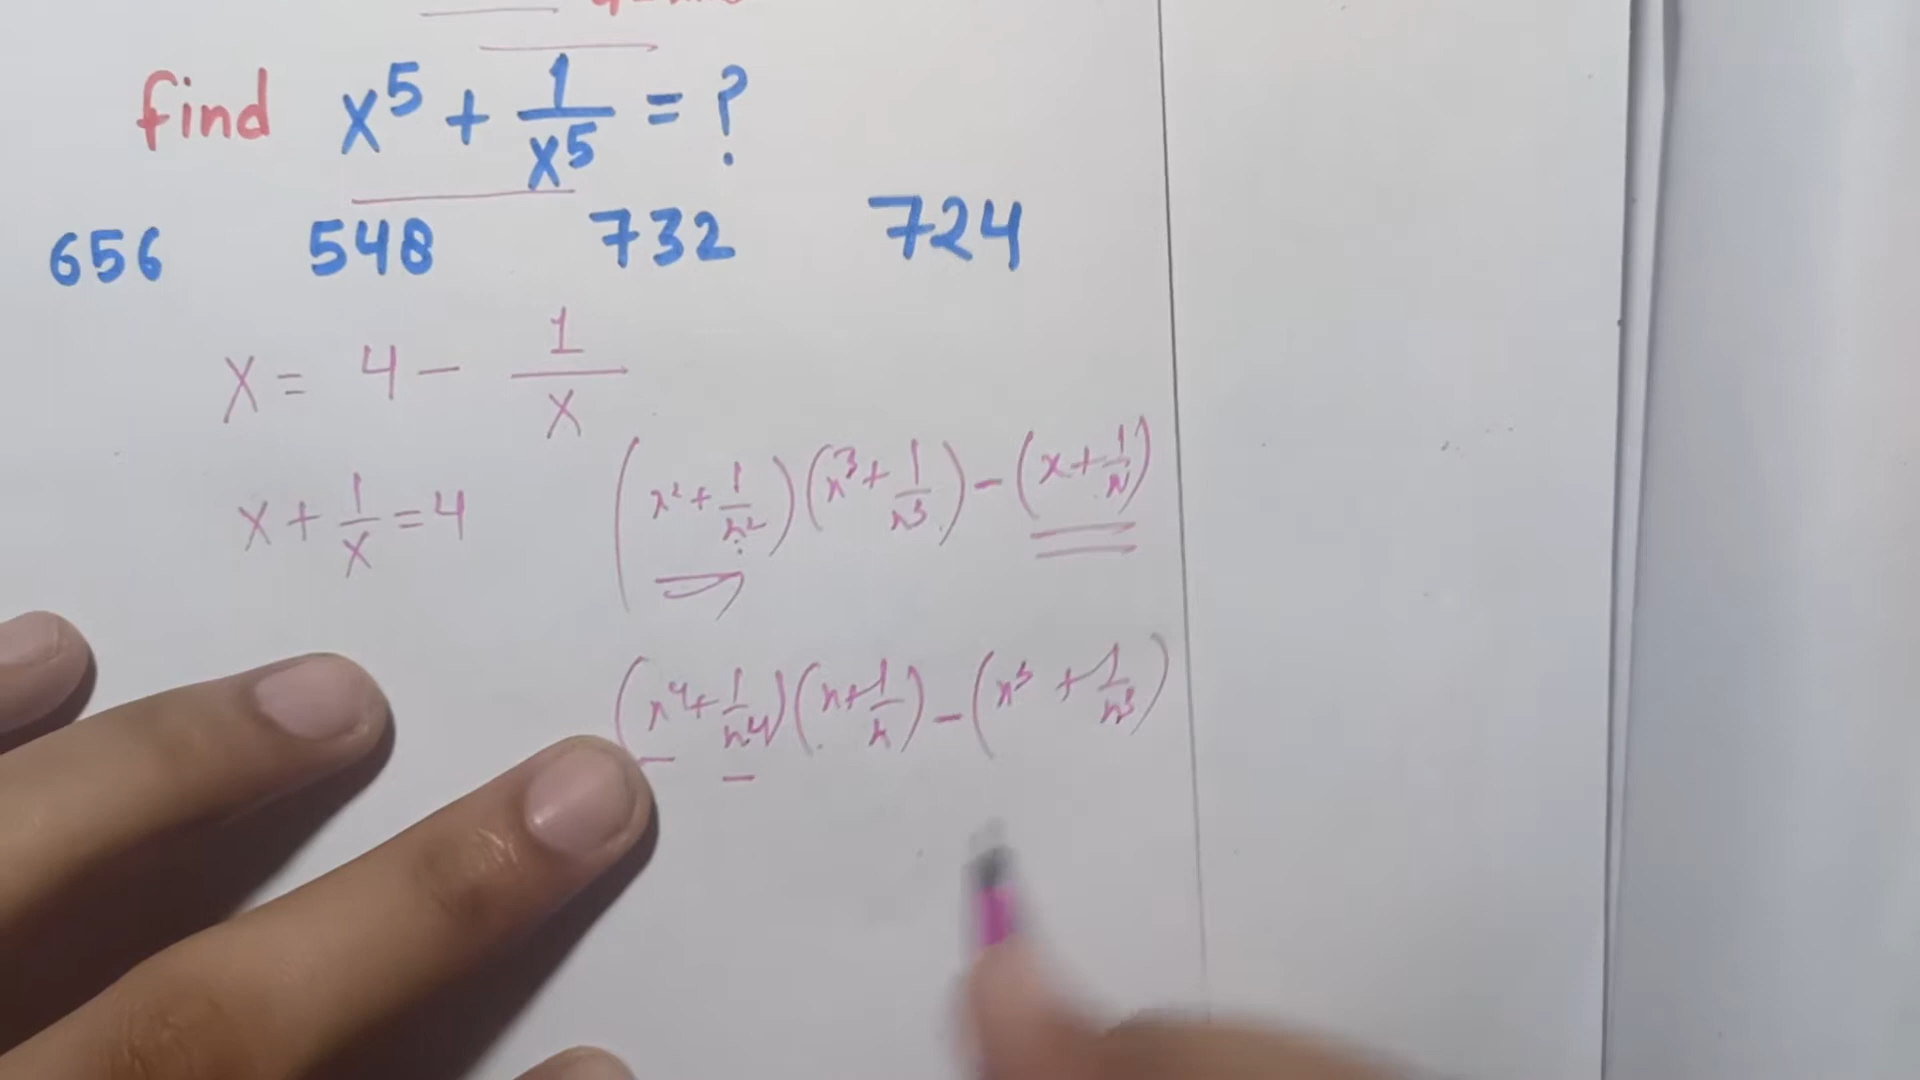 find x⁵ + 1/x⁵ = ?
656 548 732 724
x = 4 - 1/x
x + 1/x = 4
(x² + 1/x²)(x³ + 1/x³) - (x + 1/x)
(x⁴ + 1/x⁴)(x + 1/x) - (x³ + 1/x³)